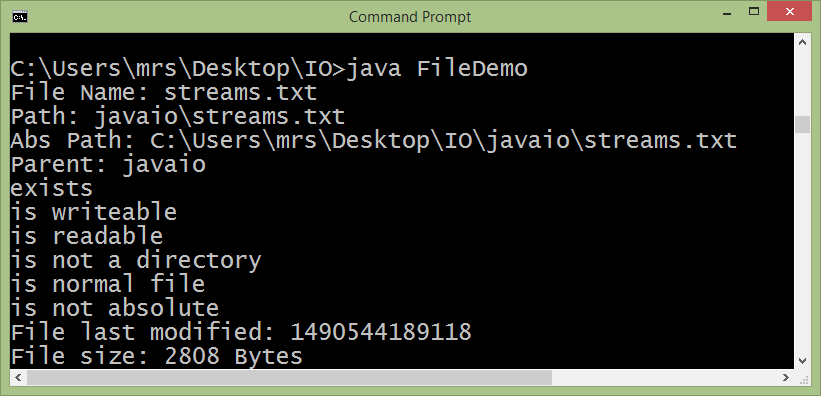 Command Prompt
C:\Users\mrs\Desktop\IO>java FileDemo
File Name: streams.txt
Path: javaio\streams.txt
Abs Path: C:\Users\mrs\Desktop\IO\javaio\streams.txt
Parent: javaio
exists
is writeable
is readable
is not a directory
is normal file
is not absolute
File last modified: 1490544189118
File size: 2808 Bytes